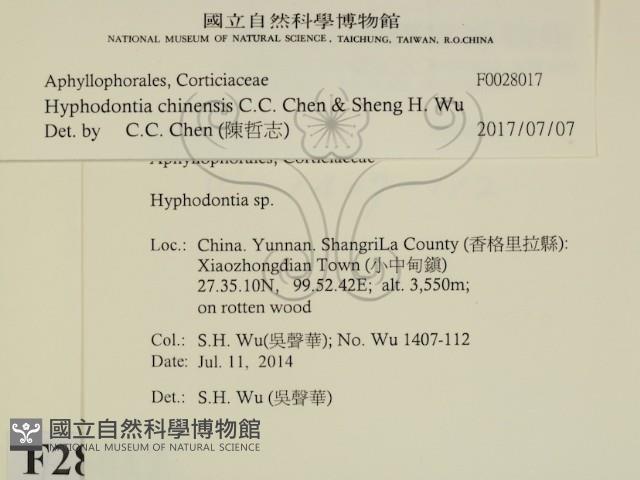 國立自然科學博物館
NATIONAL MUSEUM OF NATURAL SCIENCE, TAICHUNG, TAIWAN, R.O.CHINA
Aphyllophorales, Corticiaceae F0028017
Hyphodontia chinensis C.C. Chen & Sheng H. Wu
Det. by C.C. Chen (陳哲志) 2017/07/07
Aphyllophorales, Corticiaceae
Hyphodontia sp.
Loc.: China. Yunnan. ShangriLa County (香格里拉縣):
Xiaozhongdian Town (小中甸鎮)
27.35.10N, 99.52.42E; alt. 3,550m;
on rotten wood
Col.: S.H. Wu(吳聲華); No. Wu 1407-112
Date: Jul. 11, 2014
Det.: S.H. Wu (吳聲華)
國立自然科學博物館
NATIONAL MUSEUM OF NATURAL SCIENCE
F28